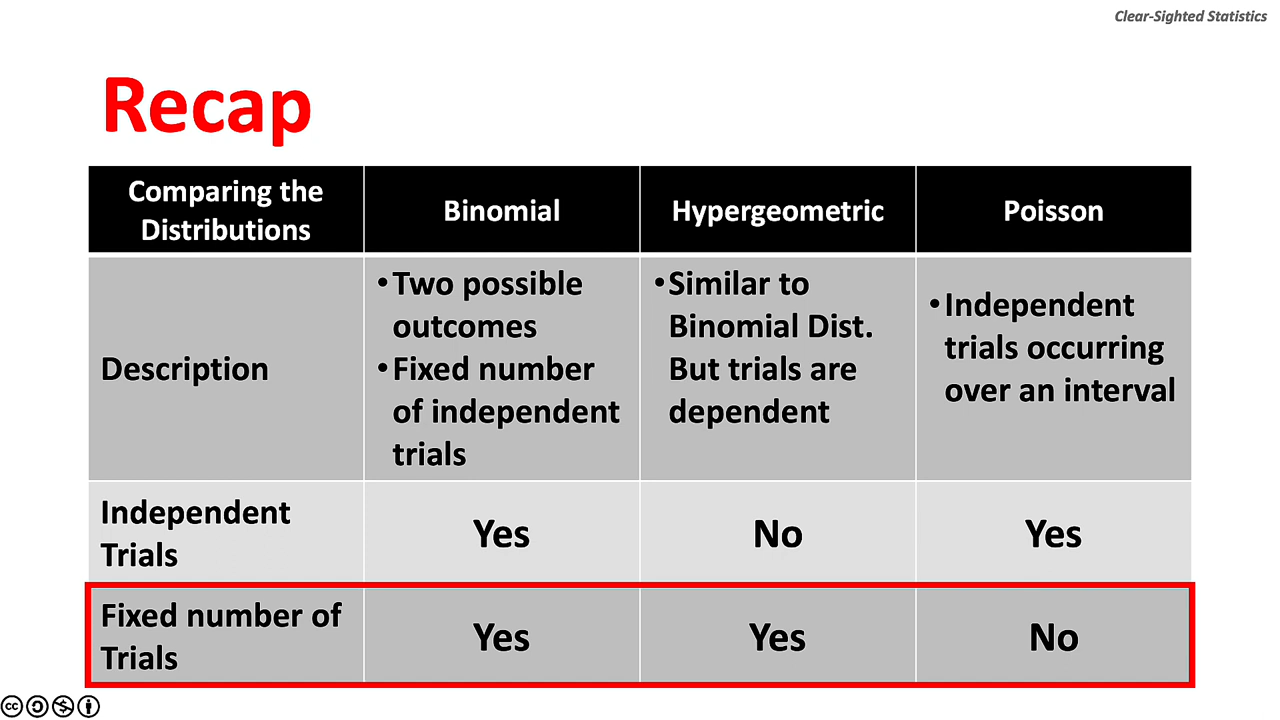 Clear-Sighted Statistics
Recap
Comparing the
Distributions
Binomial
Hypergeometric
Poisson
Description
•Two possible
outcomes
•Fixed number
of independent
trials
•Similar to
Binomial Dist.
But trials are
dependent
•Independent
trials occurring
over an interval
Independent
Trials
Yes
No
Yes
Fixed number of
Trials
Yes
Yes
No
cc